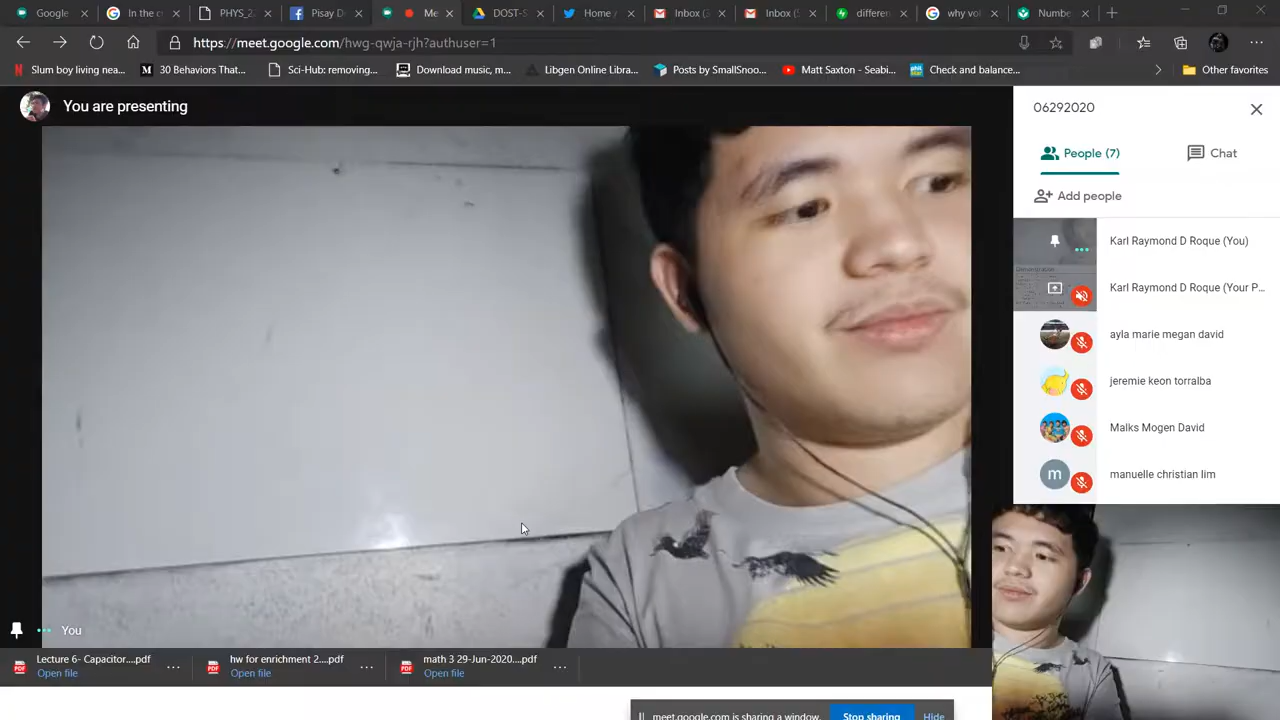 Google
In the c
PHYS_2
Pisay De
Me
DOST-S
Home /
Inbox (
Inbox (
differen
why vol
Numbe
https://meet.google.com/hwg-qwja-rjh?authuser=1
Slum boy living nea...
30 Behaviors That...
Sci-Hub: removing...
Download music, m...
Libgen Online Libra...
Posts by SmallSnoo...
Matt Saxton - Seabi...
Check and balance...
Other favorites
You are presenting
06292020
People (7)
Chat
Add people
Karl Raymond D Roque (You)
Karl Raymond D Roque (Your P...
ayla marie megan david
jeremie keon torralba
Malks Mogen David
m
manuelle christian lim
You
Lecture 6- Capacitor....pdf
Open file
hw for enrichment 2....pdf
Open file
math 3 29-Jun-2020....pdf
Open file
meet.google.com is sharing a window.
Stop sharing
Hide